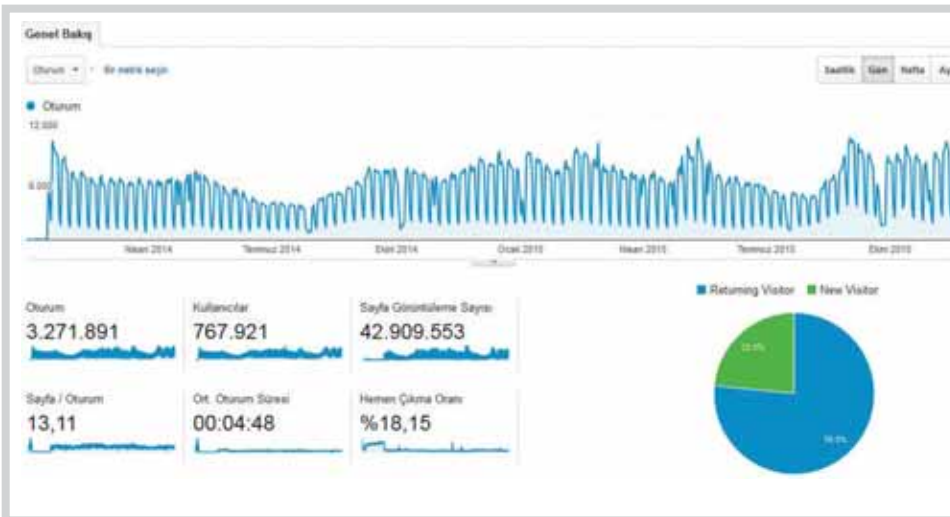 Genel Bakış
Oturum
Bir metrik seçin
Saatlik Gün Hafta Ay
Oturum
12.000
6.000
Nisan 2014 Temmuz 2014 Ekim 2014 Ocak 2015 Nisan 2015 Temmuz 2015 Ekim 2015
Returning Visitor New Visitor
Oturum Kullanıcılar Sayfa Görüntüleme Sayısı
3.271.891 767.921 42.909.553
Sayfa / Oturum Ort. Oturum Süresi Hemen Çıkma Oranı
13,11 00:04:48 %18,15